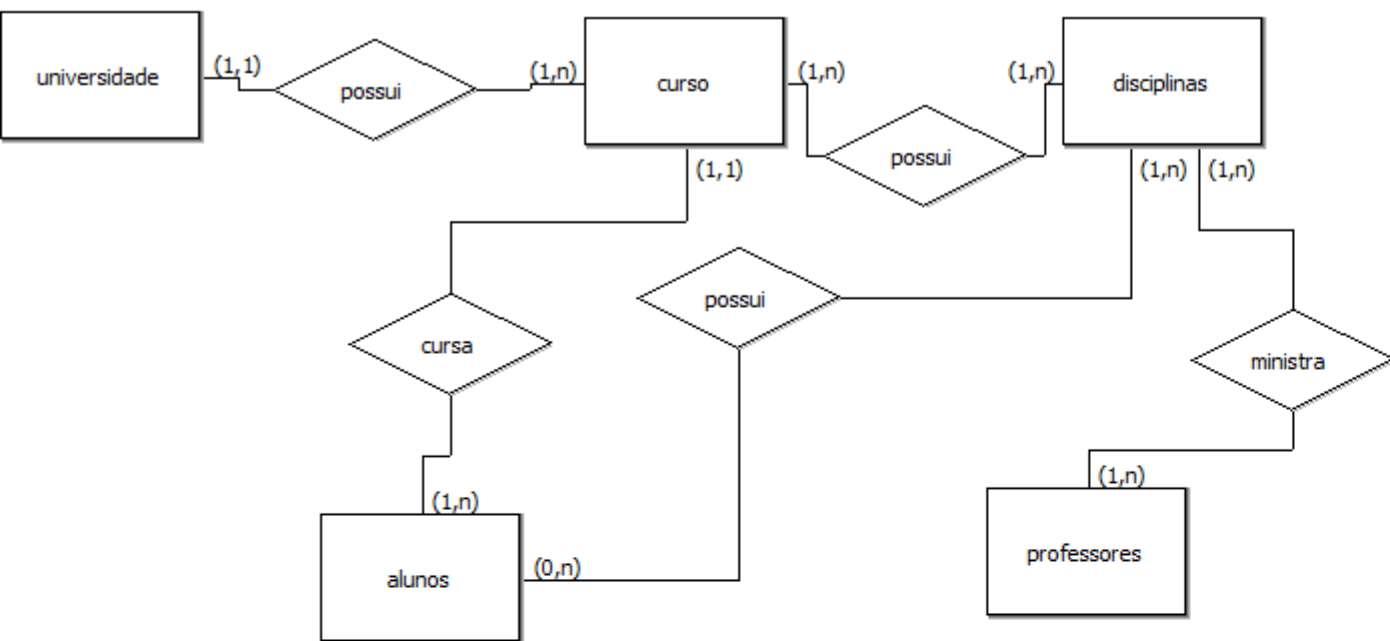 universidade
(1,1)
possui
(1,n)
curso
(1,n)
(1,n)
disciplinas
possui
(1,1)
(1,n)
(1,n)
possui
cursa
ministra
(1,n)
(1,n)
alunos
(0,n)
professores